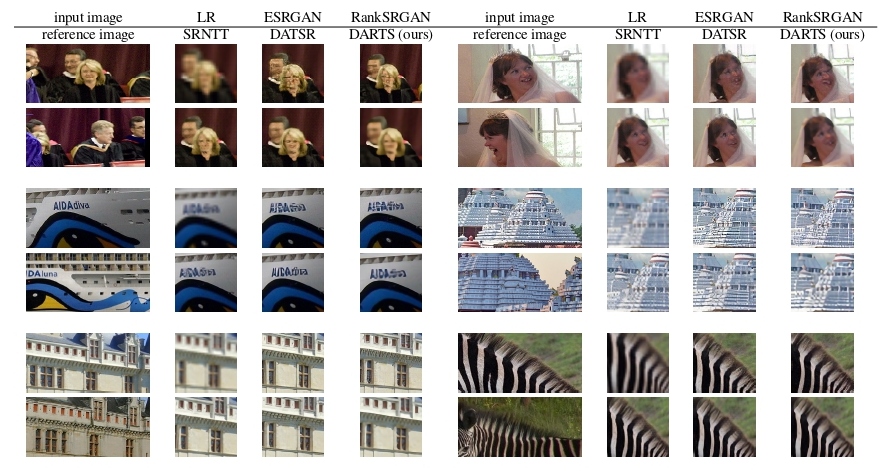 input image LR ESRGAN RankSRGAN input image LR ESRGAN RankSRGAN
reference image SRNTT DATSR DARTS (ours) reference image SRNTT DATSR DARTS (ours)
AIDAdiva
AIDAdiva AIDAdiva AIDAdiva
DAluna
AIDAdiva AIDAdiva AIDAdiva